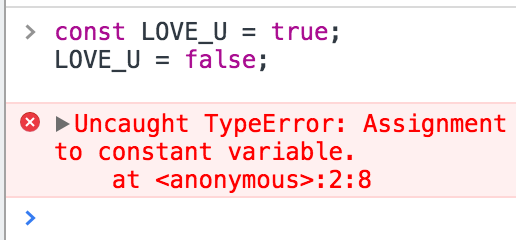 const LOVE_U = true;
LOVE_U = false;
Uncaught TypeError: Assignment
to constant variable.
at <anonymous>:2:8